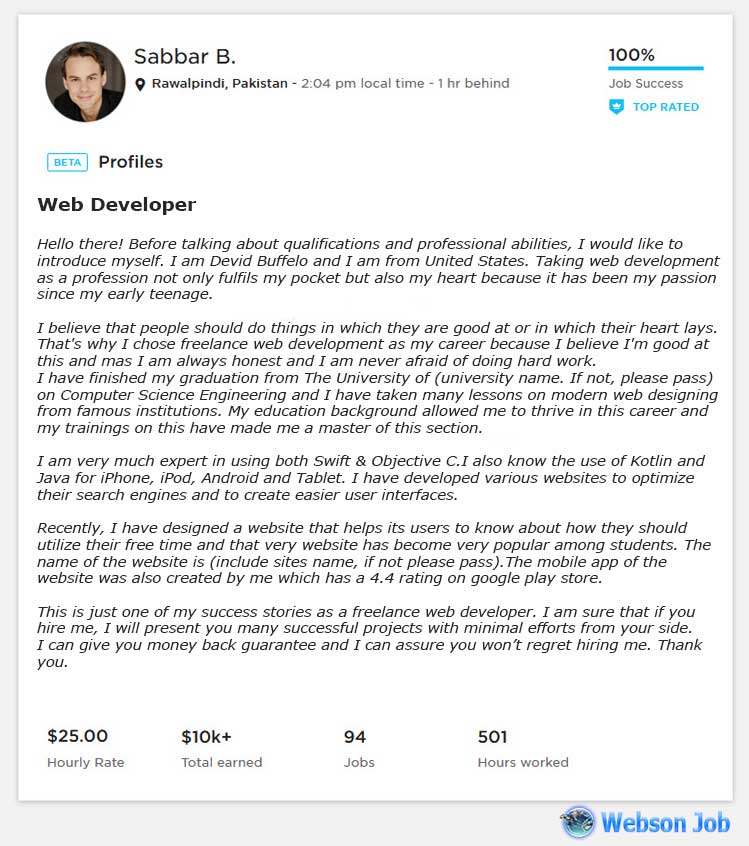 Sabbar B.
Rawalpindi, Pakistan - 2:04 pm local time - 1 hr behind
100%
Job Success
TOP RATED
BETA Profiles
Web Developer
Hello there! Before talking about qualifications and professional abilities, I would like to
introduce myself. I am Devid Buffelo and I am from United States. Taking web development
as a profession not only fulfils my pocket but also my heart because it has been my passion
since my early teenage.
I believe that people should do things in which they are good at or in which their heart lays.
That's why I chose freelance web development as my career because I believe I'm good at
this and mas I am always honest and I am never afraid of doing hard work.
I have finished my graduation from The University of (university name. If not, please pass)
on Computer Science Engineering and I have taken many lessons on modern web designing
from famous institutions. My education background allowed me to thrive in this career and
my trainings on this have made me a master of this section.
I am very much expert in using both Swift & Objective C.I also know the use of Kotlin and
Java for iPhone, iPod, Android and Tablet. I have developed various websites to optimize
their search engines and to create easier user interfaces.
Recently, I have designed a website that helps its users to know about how they should
utilize their free time and that very website has become very popular among students. The
name of the website is (include sites name, if not please pass).The mobile app of the
website was also created by me which has a 4.4 rating on google play store.
This is just one of my success stories as a freelance web developer. I am sure that if you
hire me, I will present you many successful projects with minimal efforts from your side.
I can give you money back guarantee and I can assure you won’t regret hiring me. Thank
you.
$25.00 $10k+ 94 501
Hourly Rate Total earned Jobs Hours worked
Webson Job